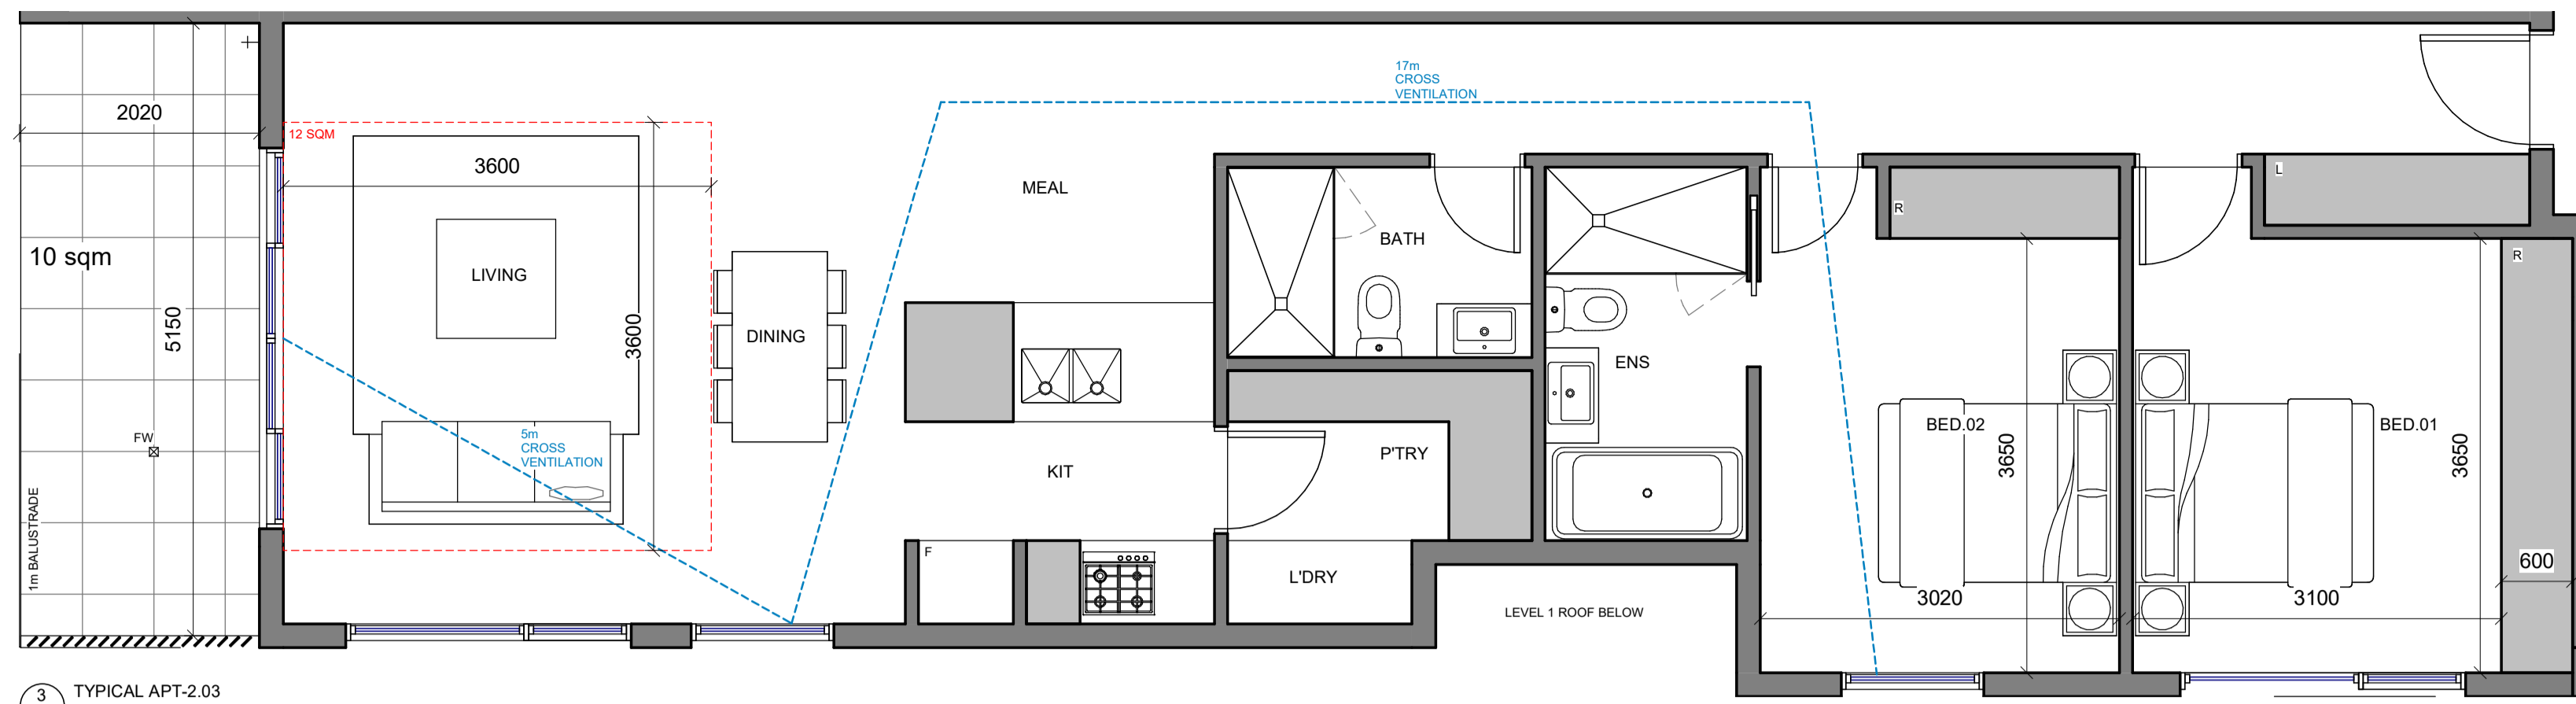 17m
CROSS
VENTILATION
2020
12 SQM
3600
MEAL
L
R
BATH
R
10 sqm
LIVING
5150
3600
DINING
ENS
BED.02
BED.01
FW
5m
CROSS
VENTILATION
KIT
P'TRY
3650
3650
1m BALUSTRADE
F
L'DRY
600
3020
3100
LEVEL 1 ROOF BELOW
3
TYPICAL APT-2.03